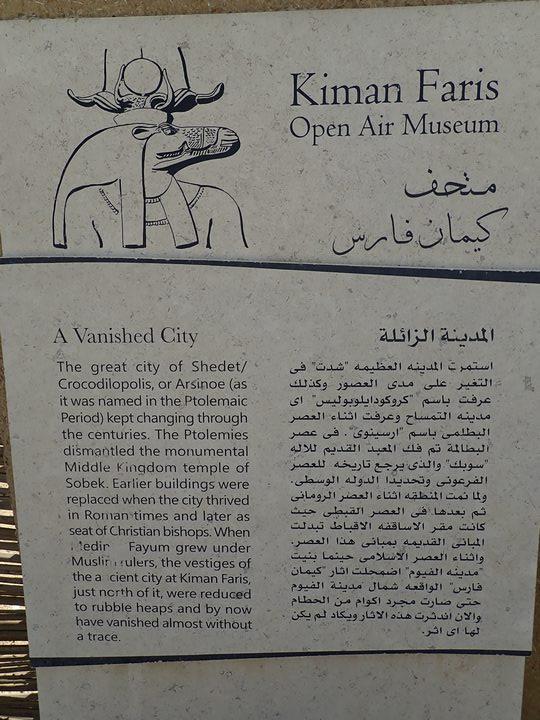 Kiman Faris
Open Air Museum
متحف
كيمان فارس
A Vanished City
The great city of Shedet/
Crocodilopolis, or Arsinoe (as
it was named in the Ptolemaic
Period) kept changing through
the centuries. The Ptolemies
dismantled the monumental
Middle Kingdom temple of
Sobek. Earlier buildings were
replaced when the city thrived
in Roman times and later as
seat of Christian bishops. When
Fayum grew under
Muslim rulers, the vestiges of
the ancient city at Kiman Faris,
just north of it, were reduced
to rubble heaps and by now
have vanished almost without
a trace.
المدينة الزائلة
استمرت المدينه العظيمه "شدت" فى
التغير على مدى العصور وكذلك
عرفت باسم "كروكودايلوبوليس" اى
مدينه التمساح وعرفت اثناء العصر
البطلمى باسم "ارسينوى". فى عصر
البطالمة تم فك المعبد القديم للاله
"سوبك" والذى يرجع تاريخه للعصر
الفرعونى وتحديدا الدوله الوسطى.
ولما نمت المنطقه اثناء العصر الرومانى
ثم بعدها فى العصر القبطى حيث
كانت مقر الاساقفه الاقباط تبدلت
المبانى القديمه بمبانى هذا العصر.
واثناء العصر الاسلامى حينما بنيت
"مدينه الفيوم" اضمحلت اثار "كيمان
فارس" الواقعه شمال مدينة الفيوم
حتى صارت مجرد اكوام من الحطام
والان اندثرت هذه الاثار ويكاد لم يكن
لها اى اثر.